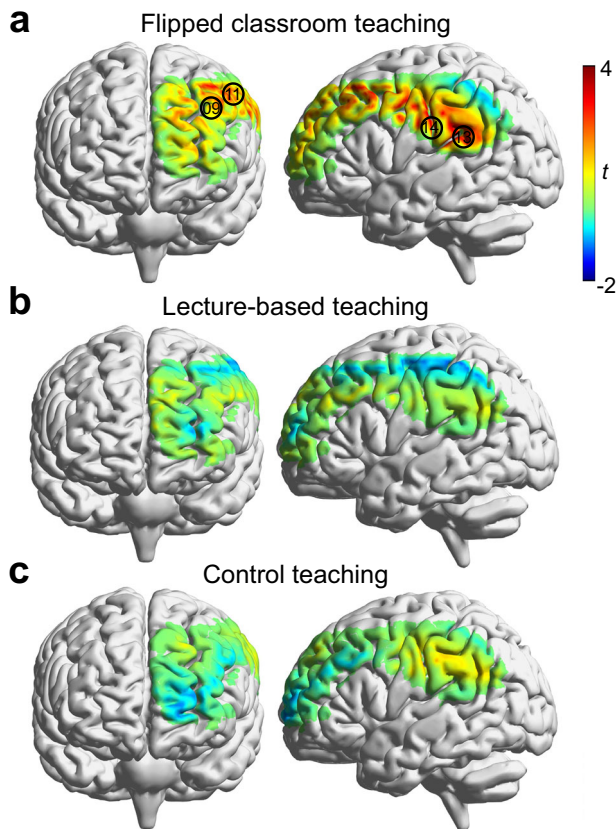 a
Flipped classroom teaching
4
11
09
14
13
t
-2
b
Lecture-based teaching
c
Control teaching